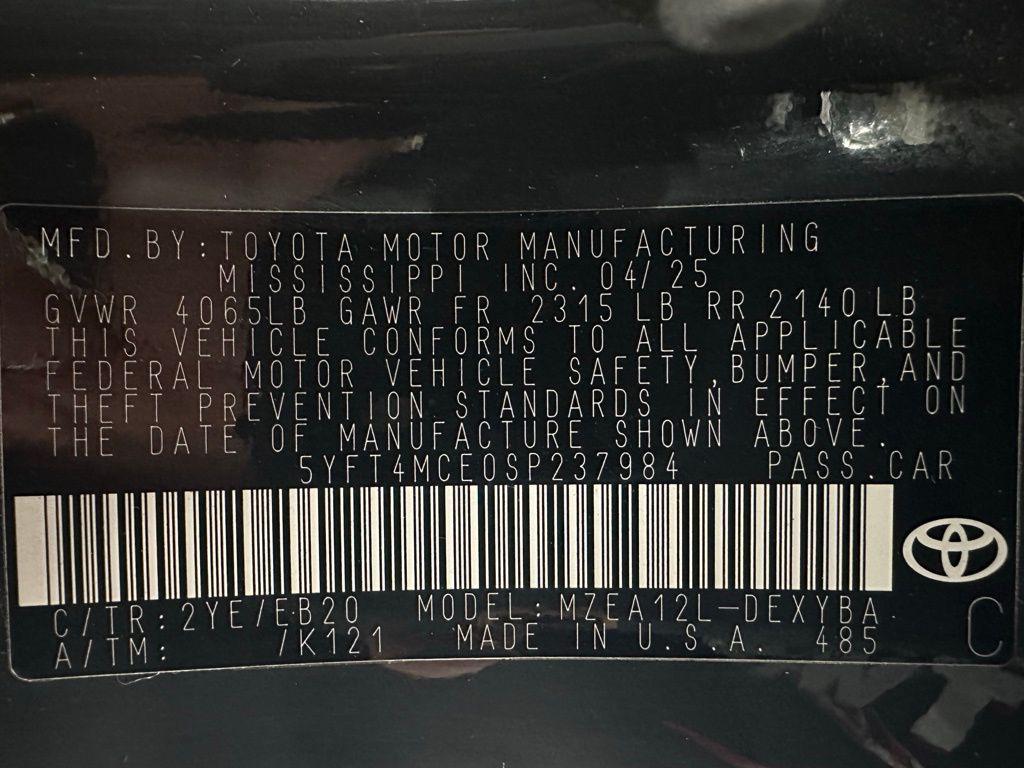 MFD.BY:TOYOTA MOTOR MANUFACTURING
MISSISSIPPI INC. 04/25
GVWR 4065LB GAWR FR 2315 LB RR 2140 LB
THIS VEHICLE CONFORMS TO ALL APPLICABLE
FEDERAL MOTOR VEHICLE SAFETY,BUMPER,AND
THEFT PREVENTION STANDARDS IN EFFECT ON
THE DATE OF MANUFACTURE SHOWN ABOVE.
5YFT4MCE0SP237984 PASS.CAR
C/TR:2YE/EB20 MODEL:MZEA12L-DEXYBA
A/TM: /K121 MADE IN U.S.A. 485
C